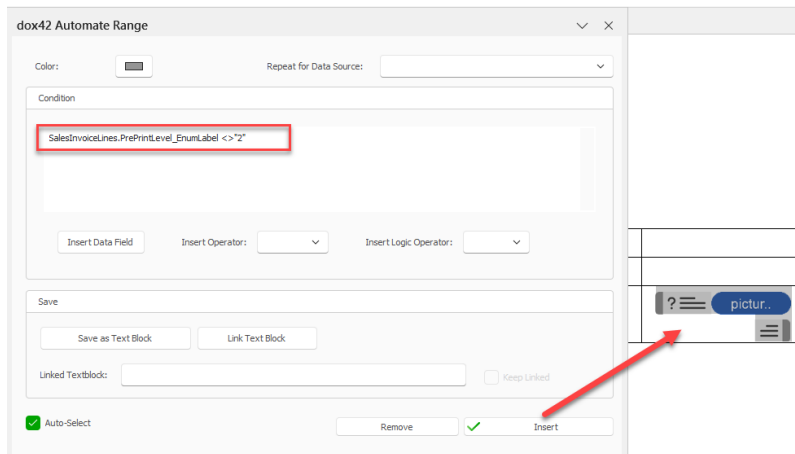 dox42 Automate Range
Color:
Repeat for Data Source:
Condition
SalesInvoiceLines.PrePrintLevel_EnumLabel <>"2"
Insert Data Field
Insert Operator:
Insert Logic Operator:
Save
Save as Text Block
Link Text Block
Linked Textblock:
Keep Linked
Auto-Select
Remove
Insert
?
pictur..